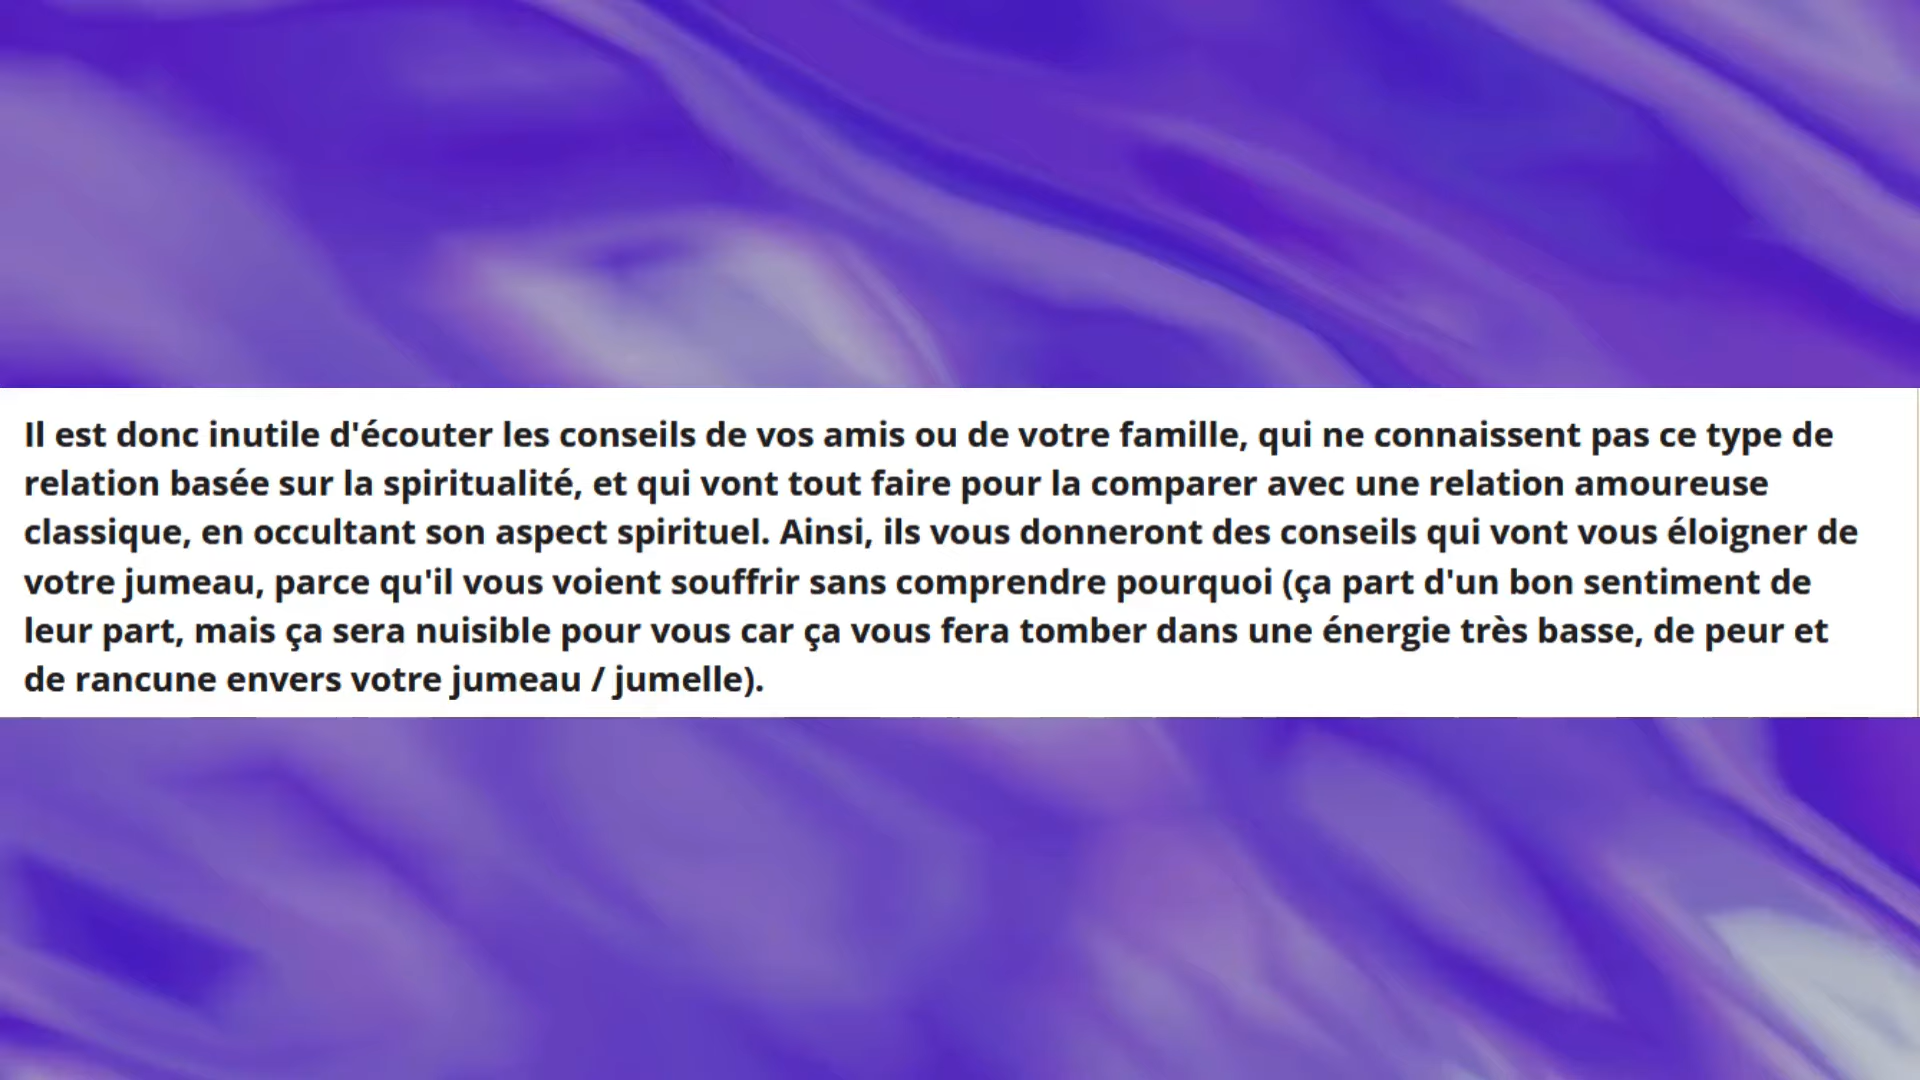 Il est donc inutile d'écouter les conseils de vos amis ou de votre famille, qui ne connaissent pas ce type de
relation basée sur la spiritualité, et qui vont tout faire pour la comparer avec une relation amoureuse
classique, en occultant son aspect spirituel. Ainsi, ils vous donneront des conseils qui vont vous éloigner de
votre jumeau, parce qu'il vous voient souffrir sans comprendre pourquoi (ça part d'un bon sentiment de
leur part, mais ça sera nuisible pour vous car ça vous fera tomber dans une énergie très basse, de peur et
de rancune envers votre jumeau / jumelle).